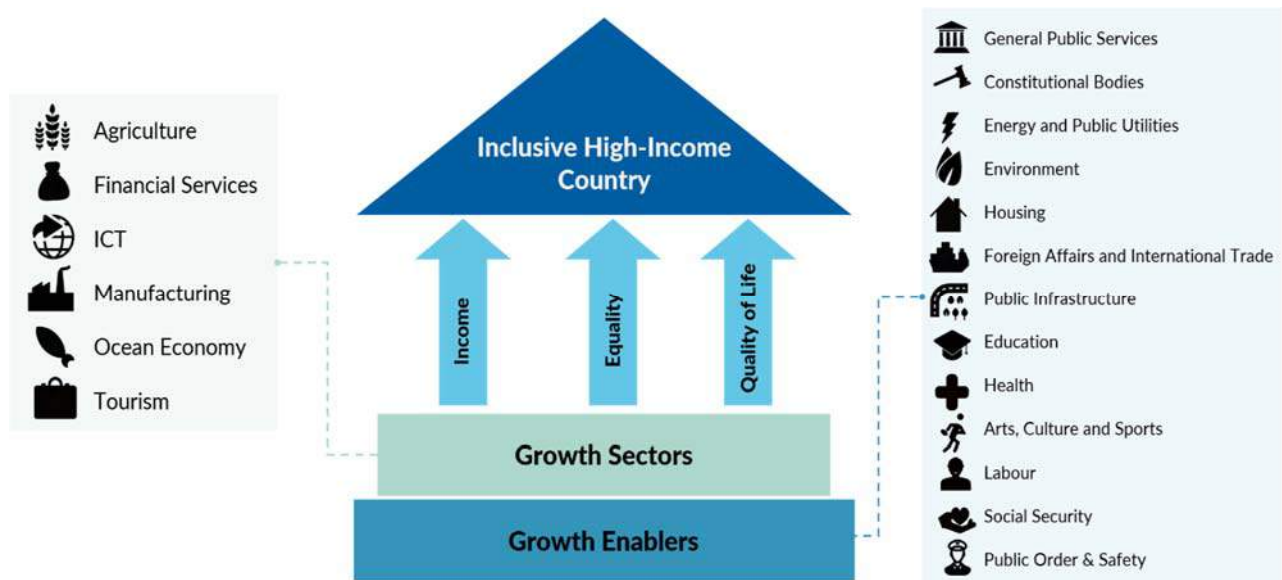 Agriculture
Financial Services
ICT
Manufacturing
Ocean Economy
Tourism
Inclusive High-Income
Country
Income
Equality
Quality of Life
Growth Sectors
Growth Enablers
General Public Services
Constitutional Bodies
Energy and Public Utilities
Environment
Housing
Foreign Affairs and International Trade
Public Infrastructure
Education
Health
Arts, Culture and Sports
Labour
Social Security
Public Order & Safety